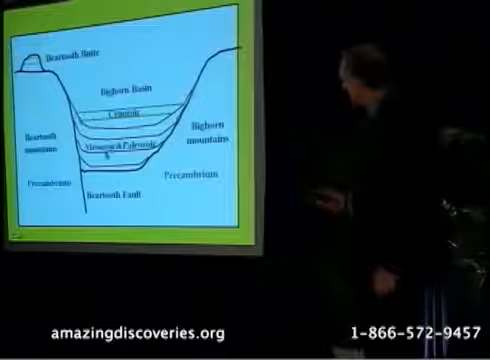 Beartooth Butte
Bighorn Basin
Cenozoic
Bighorn
mountains
Beartooth
mountains
Mesozoic & Paleozoic
Precambrian
Precambrium
Beartooth Fault
amazingdiscoveries.org
1-866-572-9457